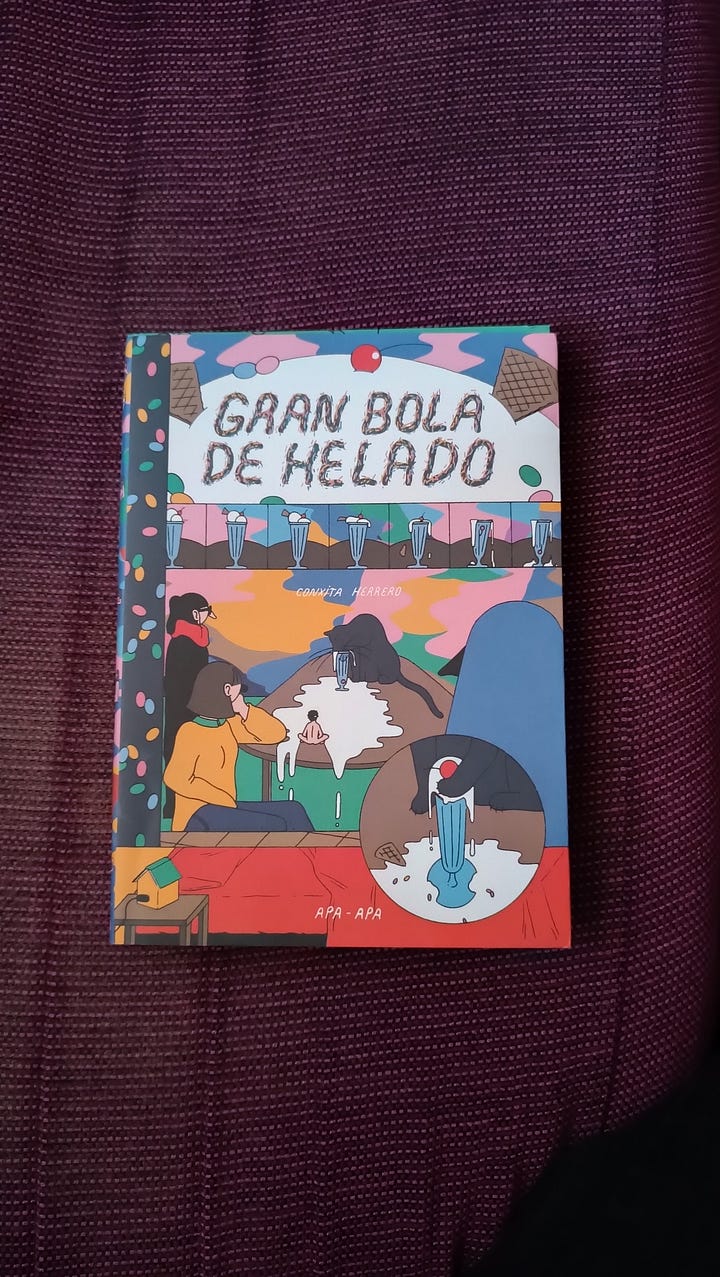 GRAN BOLA
DE HELADO
CONXITA HERRERO
APA-APA